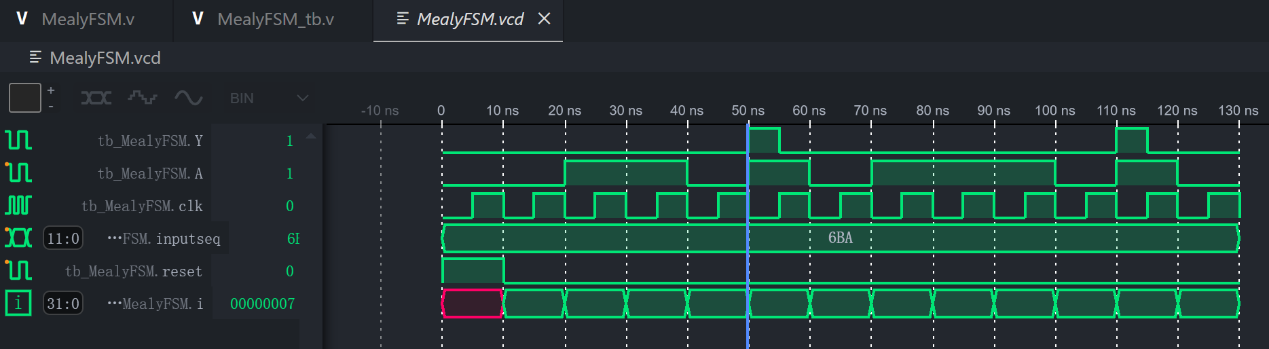 V MealyFSM.v V MealyFSM_tb.v MealyFSM.vcd
MealyFSM.vcd
+
-
BIN
-10 ns 0 10 ns 20 ns 30 ns 40 ns 50 ns 60 ns 70 ns 80 ns 90 ns 100 ns 110 ns 120 ns 130 ns
tb_MealyFSM.Y 1
tb_MealyFSM.A 1
tb_MealyFSM.clk 0
11:0 ⋯FSM.inputseq 6 6BA
tb_MealyFSM.reset 0
i 31:0 ⋯MealyFSM.i 00000007